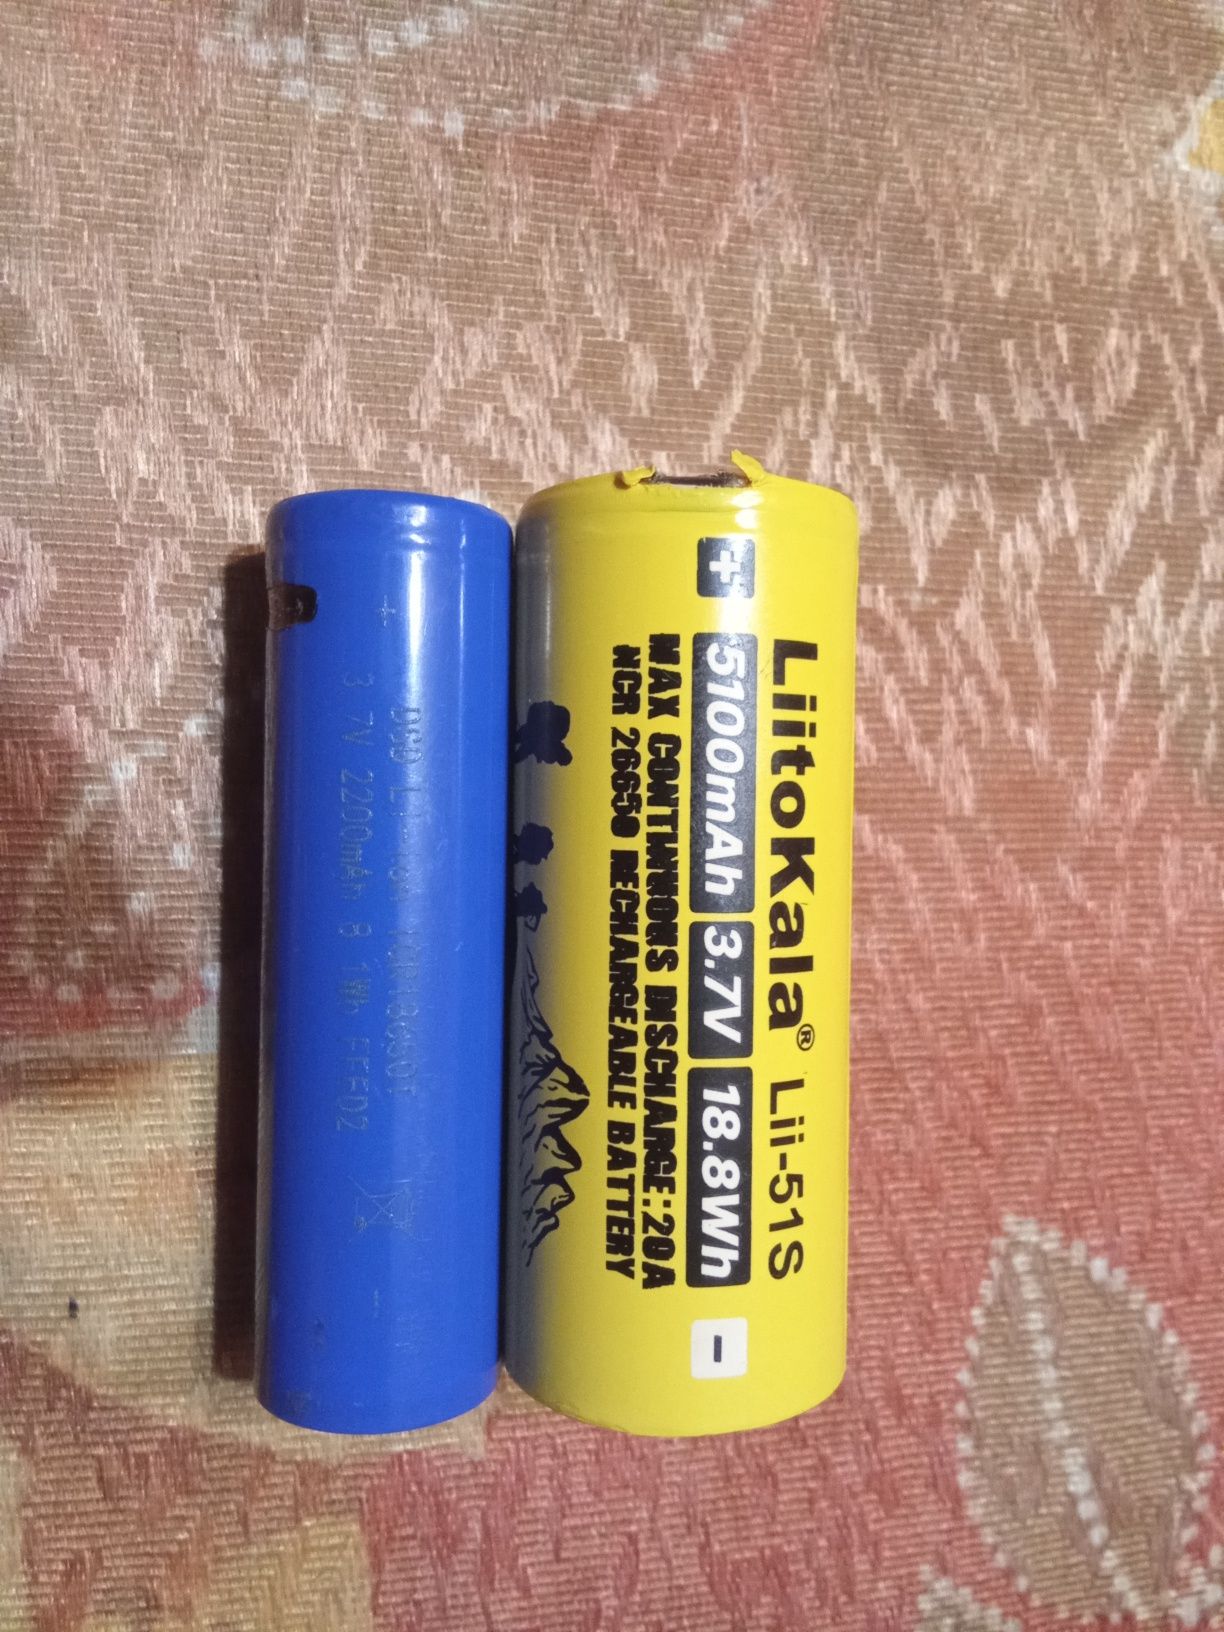 +
3.7V 2200mAh 8.1Wh EFED2
-
LiitoKala® Lii-51S
+ 5100mAh 3.7V 18.8Wh -
MAX CONTINUOUS DISCHARGE:20A
NCR 26650 RECHARGEABLE BATTERY